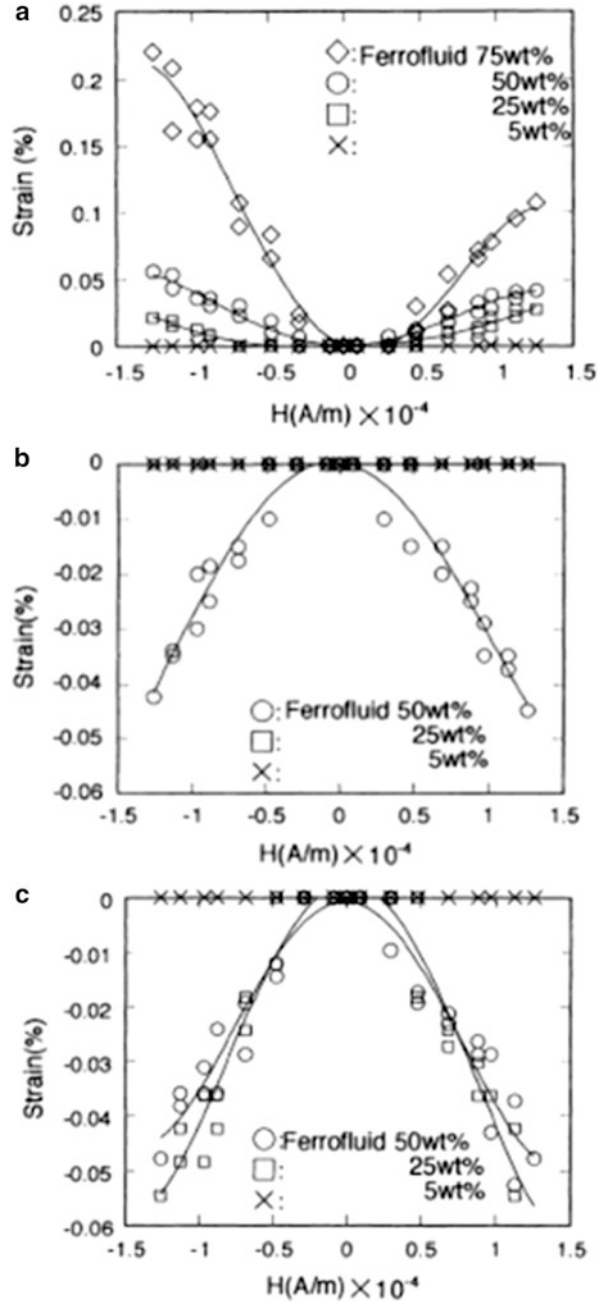 a
0.25
0.2
0.15
0.1
0.05
0
Strain (%)
◇:Ferrofluid 75wt%
○: 50wt%
□: 25wt%
×: 5wt%
-1.5 -1 -0.5 0 0.5 1 1.5
H(A/m)×10⁻⁴
b
0
-0.01
-0.02
-0.03
-0.04
-0.05
-0.06
Strain(%)
○:Ferrofluid 50wt%
□: 25wt%
×: 5wt%
-1.5 -1 -0.5 0 0.5 1 1.5
H(A/m)×10⁻⁴
c
0
-0.01
-0.02
-0.03
-0.04
-0.05
-0.06
Strain(%)
○:Ferrofluid 50wt%
□: 25wt%
×: 5wt%
-1.5 -1 -0.5 0 0.5 1 1.5
H(A/m)×10⁻⁴